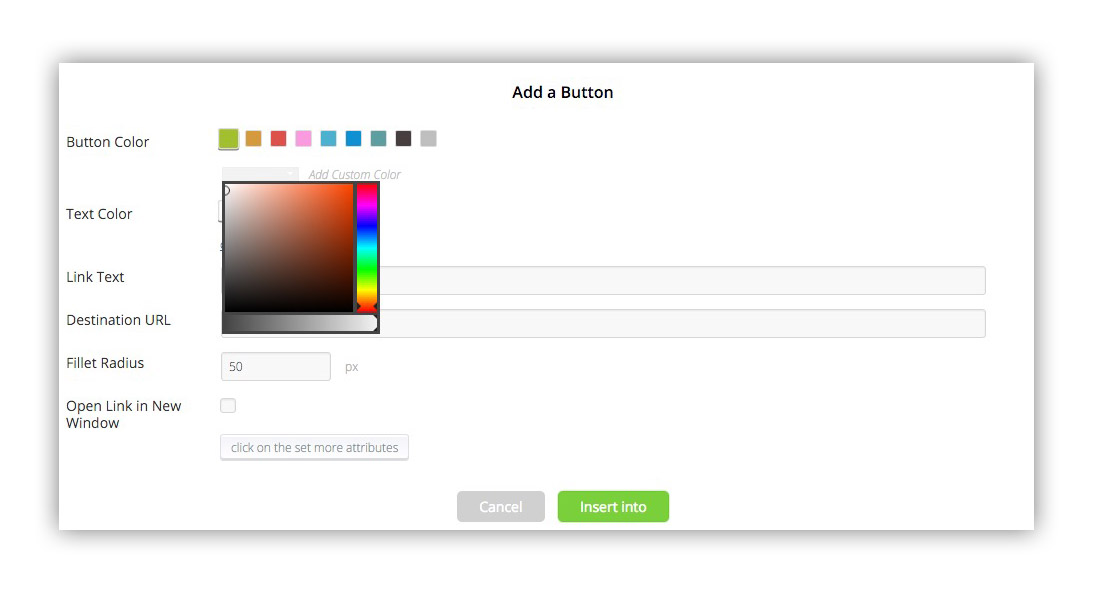 Add a Button
Button Color
Add Custom Color
Text Color
Link Text
Destination URL
Fillet Radius
50
px
Open Link in New
Window
click on the set more attributes
Cancel
Insert into